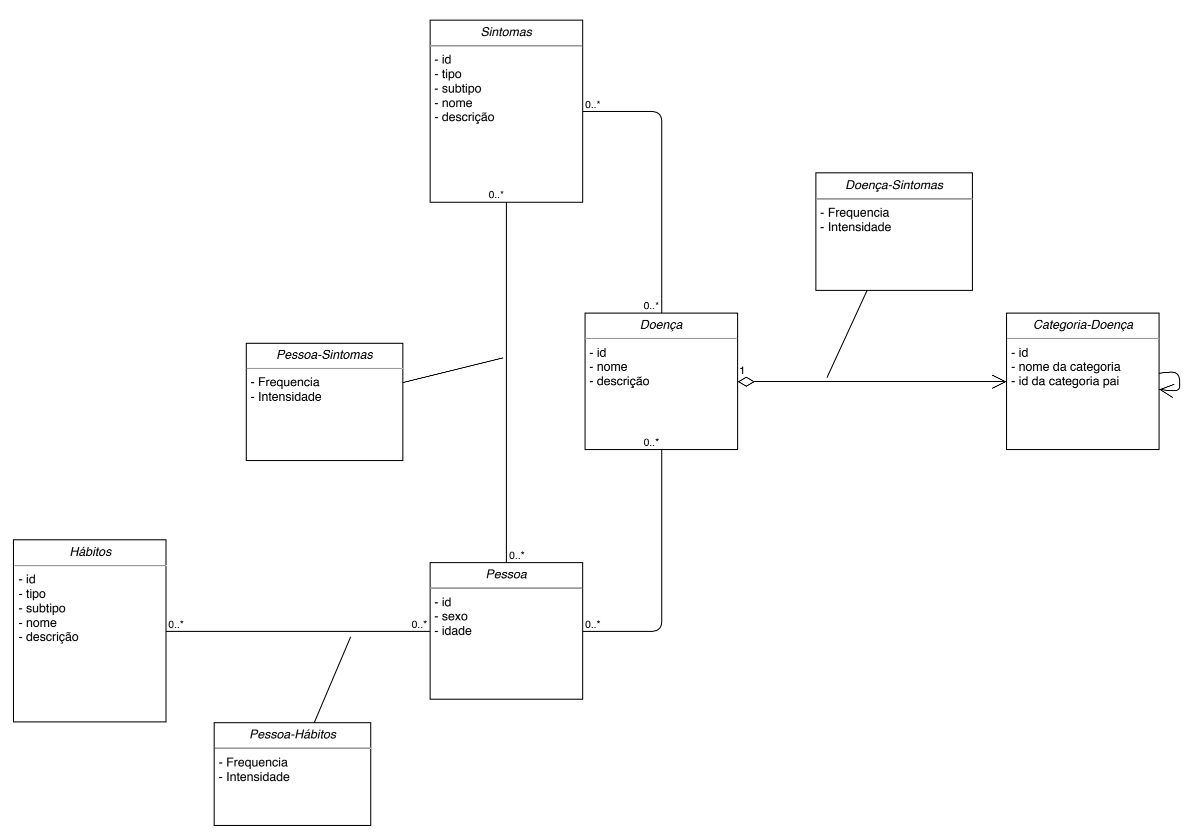 Sintomas
- id
- tipo
- subtipo
- nome
- descrição
0..*
0..*
Doença-Sintomas
- Frequencia
- Intensidade
0..*
Doença
- id
- nome
- descrição
0..*
1
Categoria-Doença
- id
- nome da categoria
- id da categoria pai
Pessoa-Sintomas
- Frequencia
- Intensidade
Hábitos
- id
- tipo
- subtipo
- nome
- descrição
0..*
0..*
0..*
Pessoa
- id
- sexo
- idade
0..*
Pessoa-Hábitos
- Frequencia
- Intensidade